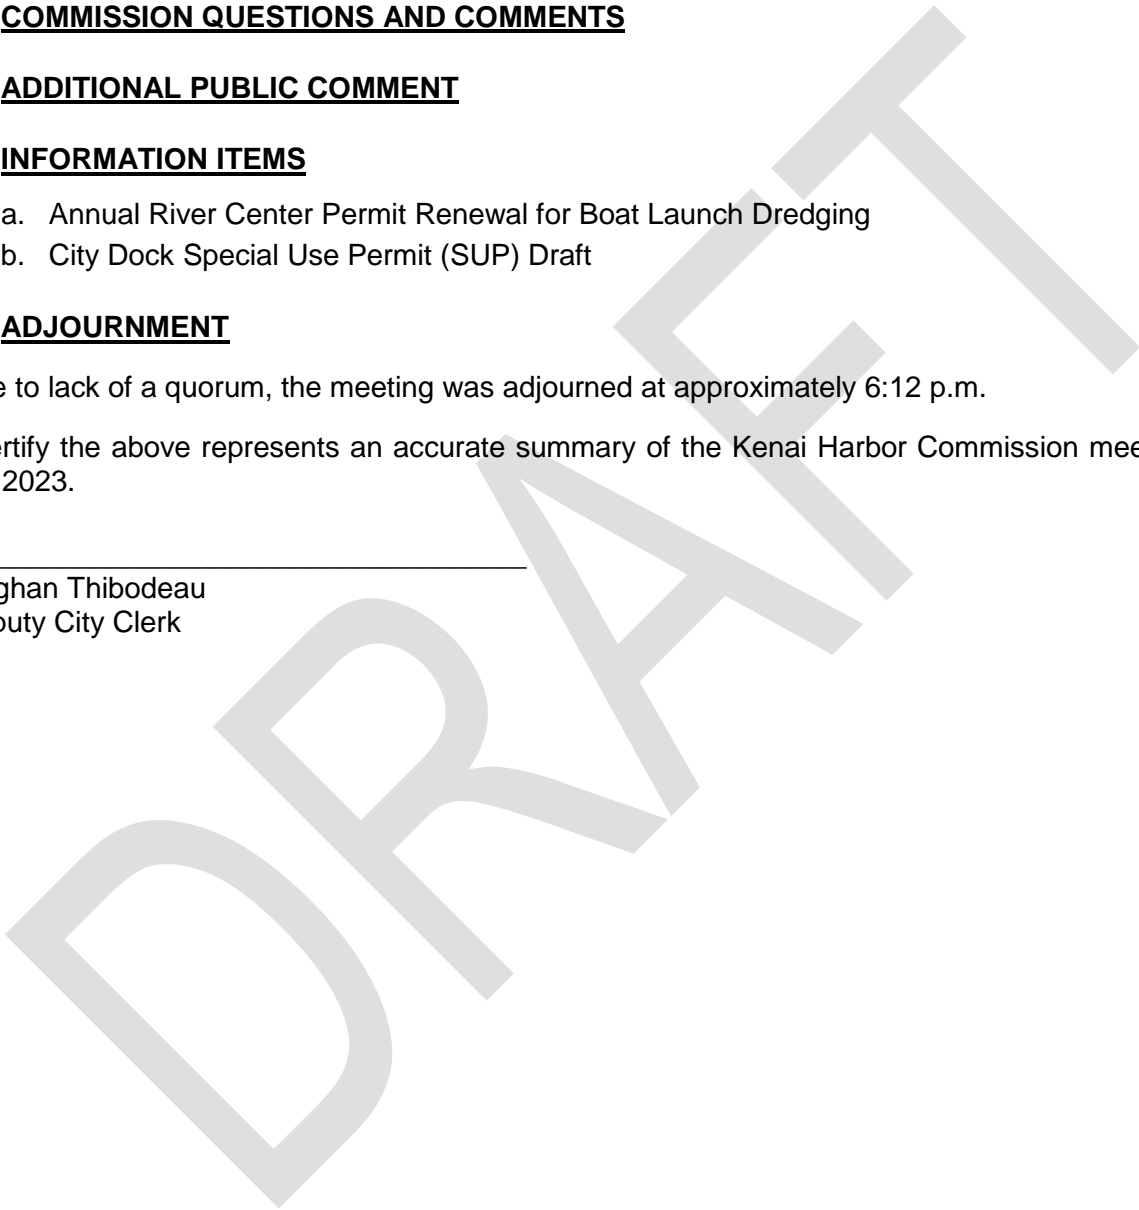 COMMISSION QUESTIONS AND COMMENTS
ADDITIONAL PUBLIC COMMENT
INFORMATION ITEMS
a. Annual River Center Permit Renewal for Boat Launch Dredging
b. City Dock Special Use Permit (SUP) Draft
ADJOURNMENT
e to lack of a quorum, the meeting was adjourned at approximately 6:12 p.m.
ertify the above represents an accurate summary of the Kenai Harbor Commission mee
2023.
ghan Thibodeau
outy City Clerk
DRAFT